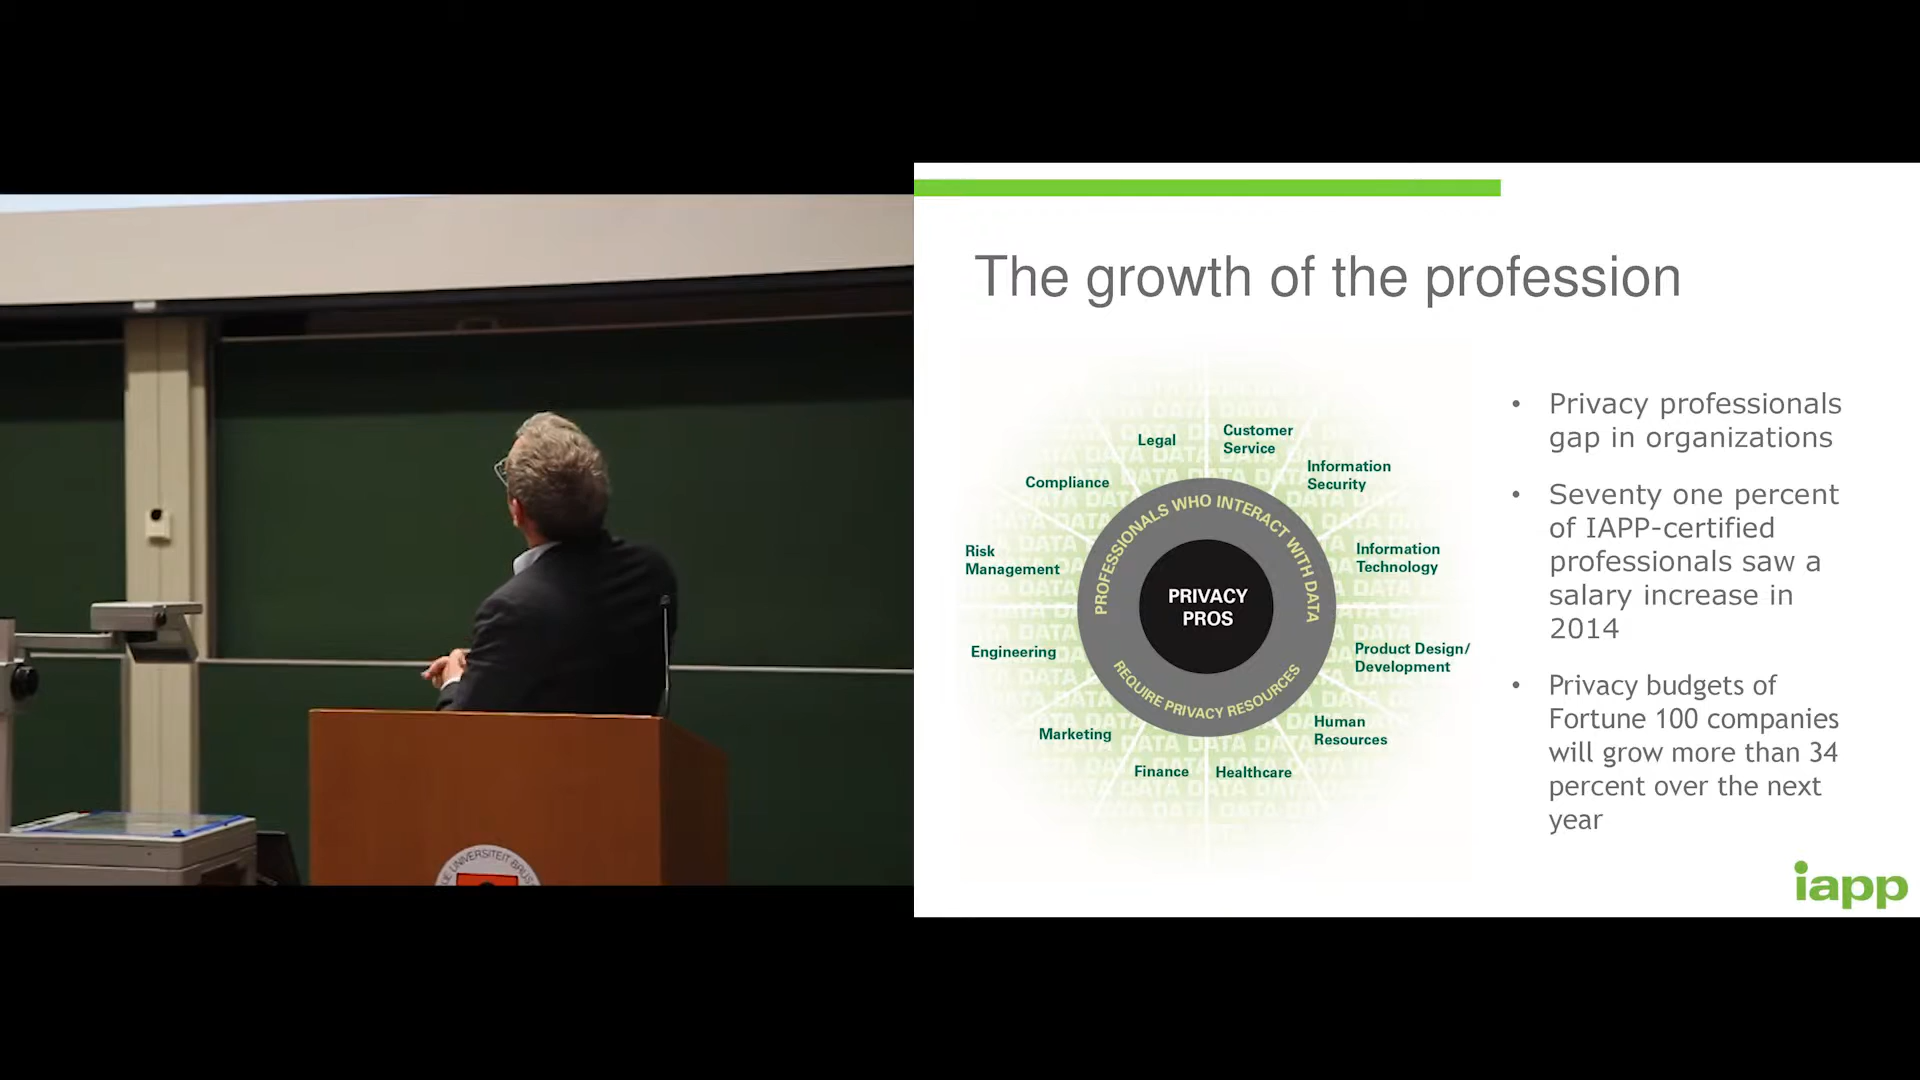 The growth of the profession
Legal
Customer
Service
Information
Security
Compliance
Risk
Management
Information
Technology
PROFESSIONALS WHO INTERACT WITH DATA
PRIVACY
PROS
REQUIRE PRIVACY RESOURCES
Engineering
Product Design/
Development
Marketing
Human
Resources
Finance
Healthcare
• Privacy professionals
gap in organizations
• Seventy one percent
of IAPP-certified
professionals saw a
salary increase in
2014
• Privacy budgets of
Fortune 100 companies
will grow more than 34
percent over the next
year
iapp
UNIVERSITEIT